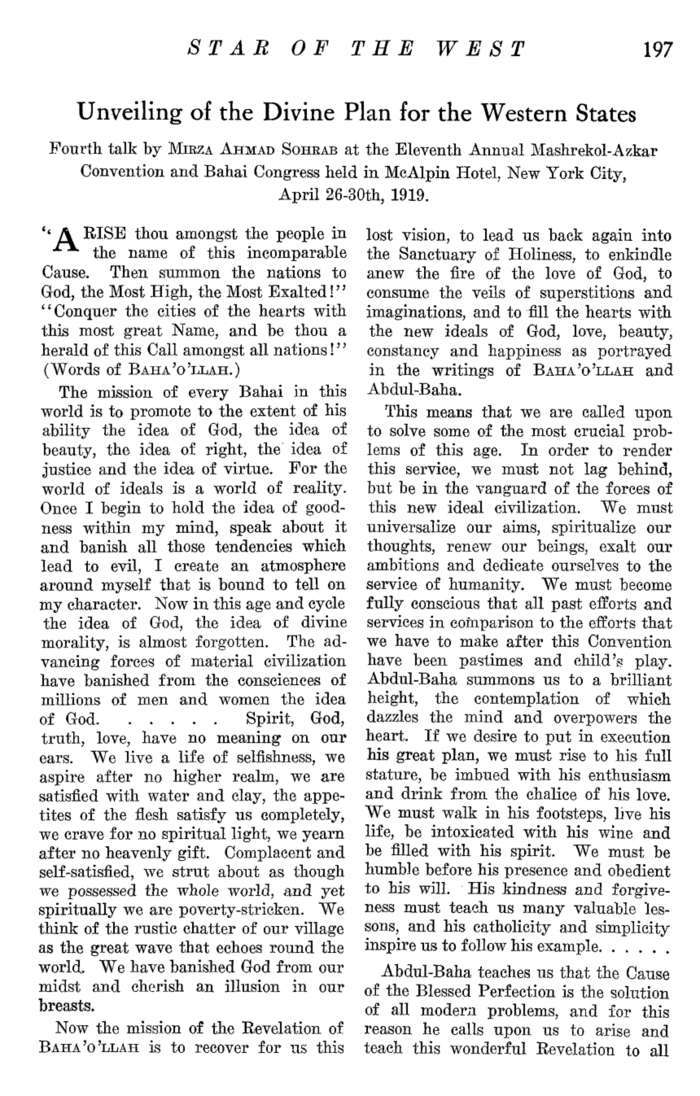 STAR OF THE WEST 197
Unveiling of the Divine Plan for the Western States
Fourth talk by MIRZA AHMAD SOHRAB at the Eleventh Annual Mashrekol-Azkar
Convention and Bahai Congress held in McAlpin Hotel, New York City,
April 26-30th, 1919.
"ARISE thou amongst the people in
the name of this incomparable
Cause. Then summon the nations to
God, the Most High, the Most Exalted!"
"Conquer the cities of the hearts with
this most great Name, and be thou a
herald of this Call amongst all nations!"
(Words of BAHA'O'LLAH.)
The mission of every Bahai in this
world is to promote to the extent of his
ability the idea of God, the idea of
beauty, the idea of right, the idea of
justice and the idea of virtue. For the
world of ideals is a world of reality.
Once I begin to hold the idea of good-
ness within my mind, speak about it
and banish all those tendencies which
lead to evil, I create an atmosphere
around myself that is bound to tell on
my character. Now in this age and cycle
the idea of God, the idea of divine
morality, is almost forgotten. The ad-
vancing forces of material civilization
have banished from the consciences of
millions of men and women the idea
of God. . . . . . Spirit, God,
truth, love, have no meaning on our
ears. We live a life of selfishness, we
aspire after no higher realm, we are
satisfied with water and clay, the appe-
tites of the flesh satisfy us completely,
we crave for no spiritual light, we yearn
after no heavenly gift. Complacent and
self-satisfied, we strut about as though
we possessed the whole world, and yet
spiritually we are poverty-stricken. We
think of the rustic chatter of our village
as the great wave that echoes round the
world. We have banished God from our
midst and cherish an illusion in our
breasts.
Now the mission of the Revelation of
BAHA'O'LLAH is to recover for us this
lost vision, to lead us back again into
the Sanctuary of Holiness, to enkindle
anew the fire of the love of God, to
consume the veils of superstitions and
imaginations, and to fill the hearts with
the new ideals of God, love, beauty,
constancy and happiness as portrayed
in the writings of BAHA'O'LLAH and
Abdul-Baha.
This means that we are called upon
to solve some of the most crucial prob-
lems of this age. In order to render
this service, we must not lag behind,
but be in the vanguard of the forces of
this new ideal civilization. We must
universalize our aims, spiritualize our
thoughts, renew our beings, exalt our
ambitions and dedicate ourselves to the
service of humanity. We must become
fully conscious that all past efforts and
services in comparison to the efforts that
we have to make after this Convention
have been pastimes and child's play.
Abdul-Baha summons us to a brilliant
height, the contemplation of which
dazzles the mind and overpowers the
heart. If we desire to put in execution
his great plan, we must rise to his full
stature, be imbued with his enthusiasm
and drink from the chalice of his love.
We must walk in his footsteps, live his
life, be intoxicated with his wine and
be filled with his spirit. We must be
humble before his presence and obedient
to his will. His kindness and forgive-
ness must teach us many valuable les-
sons, and his catholicity and simplicity
inspire us to follow his example. . . . . .
Abdul-Baha teaches us that the Cause
of the Blessed Perfection is the solution
of all modern problems, and for this
reason he calls upon us to arise and
teach this wonderful Revelation to all